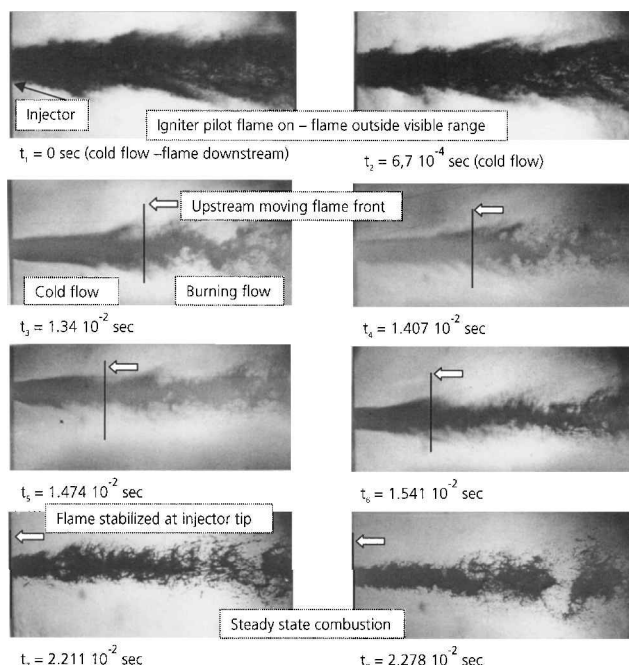 Injector
Igniter pilot flame on – flame outside visible range
t₁ = 0 sec (cold flow –flame downstream)
t₂ = 6,7 10⁻⁴ sec (cold flow)
Upstream moving flame front
Cold flow
Burning flow
t₃ = 1.34 10⁻² sec
t₄ = 1.407 10⁻² sec
t₅ = 1.474 10⁻² sec
t₆ = 1.541 10⁻² sec
Flame stabilized at injector tip
Steady state combustion
= 2.211 10⁻² sec
= 2.278 10⁻² sec